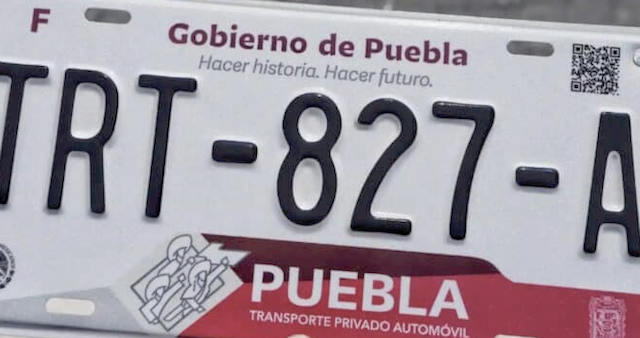 F
Gobierno de Puebla
Hacer historia. Hacer futuro.
TRT-827-A
PUEBLA
TRANSPORTE PRIVADO AUTOMÓVIL